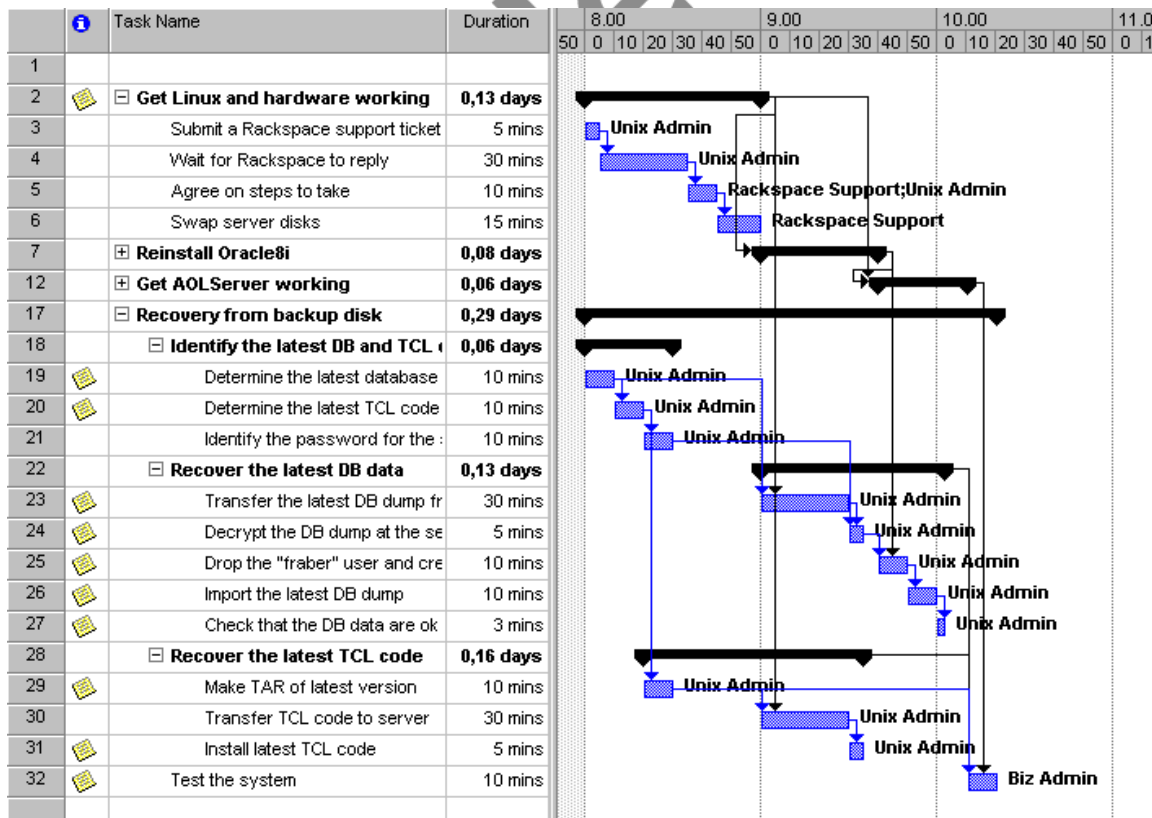 Task Name Duration 8.00 9.00 10.00 11.0
50 0 10 20 30 40 50 0 10 20 30 40 50 0 10 20 30 40 50 0 1
1
2 Get Linux and hardware working 0,13 days
3 Submit a Rackspace support ticket 5 mins Unix Admin
4 Wait for Rackspace to reply 30 mins Unix Admin
5 Agree on steps to take 10 mins Rackspace Support;Unix Admin
6 Swap server disks 15 mins Rackspace Support
7 Reinstall Oracle8i 0,08 days
12 Get AOLServer working 0,06 days
17 Recovery from backup disk 0,29 days
18 Identify the latest DB and TCL 0,06 days
19 Determine the latest database 10 mins Unix Admin
20 Determine the latest TCL code 10 mins Unix Admin
21 Identify the password for the 10 mins Unix Admin
22 Recover the latest DB data 0,13 days
23 Transfer the latest DB dump fr 30 mins Unix Admin
24 Decrypt the DB dump at the se 5 mins Unix Admin
25 Drop the "fraber" user and cre 10 mins Unix Admin
26 Import the latest DB dump 10 mins Unix Admin
27 Check that the DB data are ok 3 mins Unix Admin
28 Recover the latest TCL code 0,16 days
29 Make TAR of latest version 10 mins Unix Admin
30 Transfer TCL code to server 30 mins Unix Admin
31 Install latest TCL code 5 mins Unix Admin
32 Test the system 10 mins Biz Admin